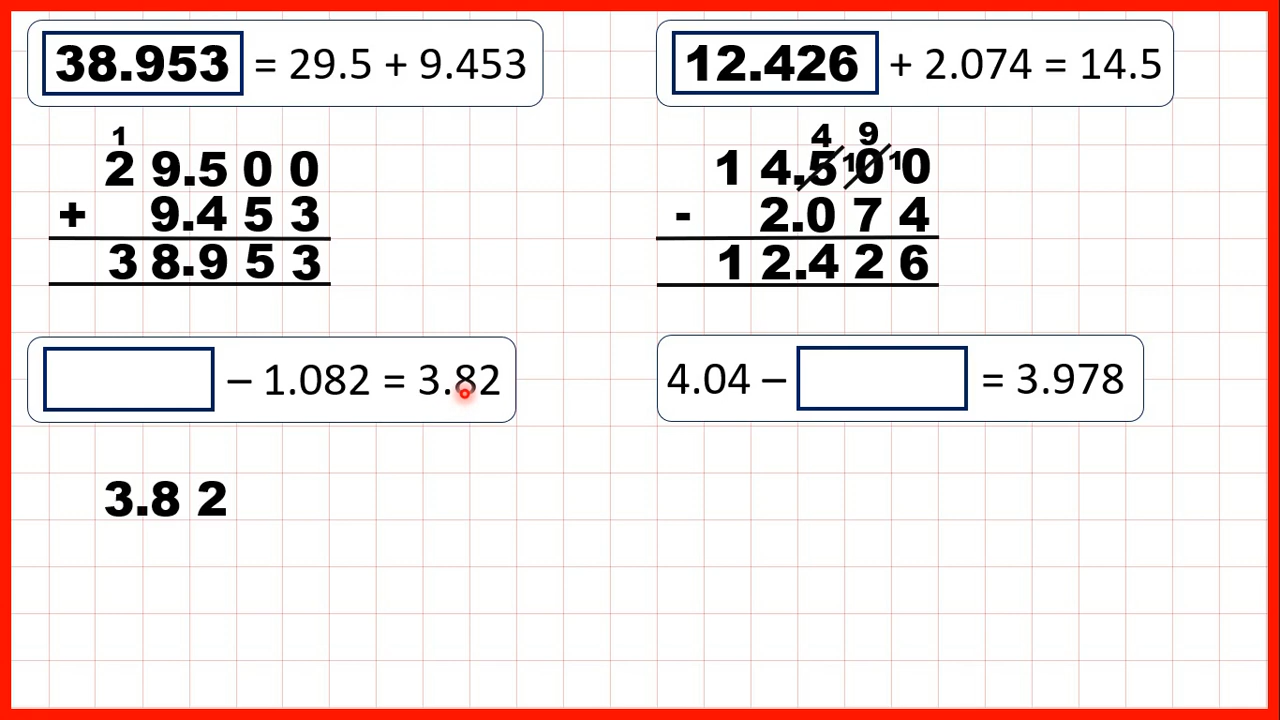 38.953 = 29.5 + 9.453
1
2 9.5 0 0
+ 9.4 5 3
3 8.9 5 3
12.426 + 2.074 = 14.5
4 9
1 4.5 10 10
- 2.0 7 4
1 2.4 2 6
– 1.082 = 3.82
3.8 2
4.04 – = 3.978